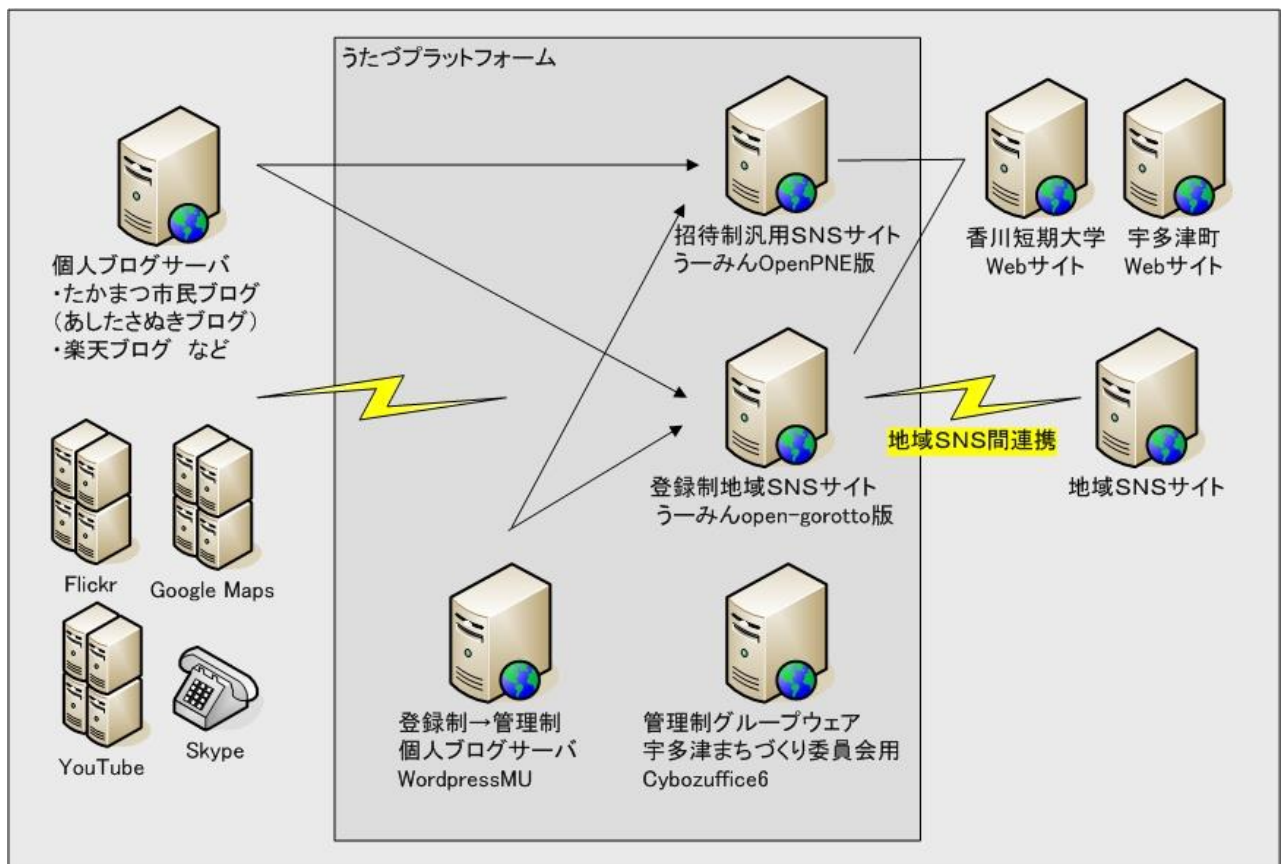 うたづプラットフォーム
個人ブログサーバ
・たかまつ市民ブログ
(あしたさぬきブログ)
・楽天ブログ　など
招待制汎用ＳＮＳサイト
うーみんOpenPNE版
香川短期大学
Webサイト
宇多津町
Webサイト
登録制地域ＳＮＳサイト
うーみんopen-gorotto版
地域ＳＮＳ間連携
地域ＳＮＳサイト
Flickr
Google Maps
YouTube
Skype
登録制→管理制
個人ブログサーバ
WordpressMU
管理制グループウェア
宇多津まちづくり委員会用
Cybozuffice6